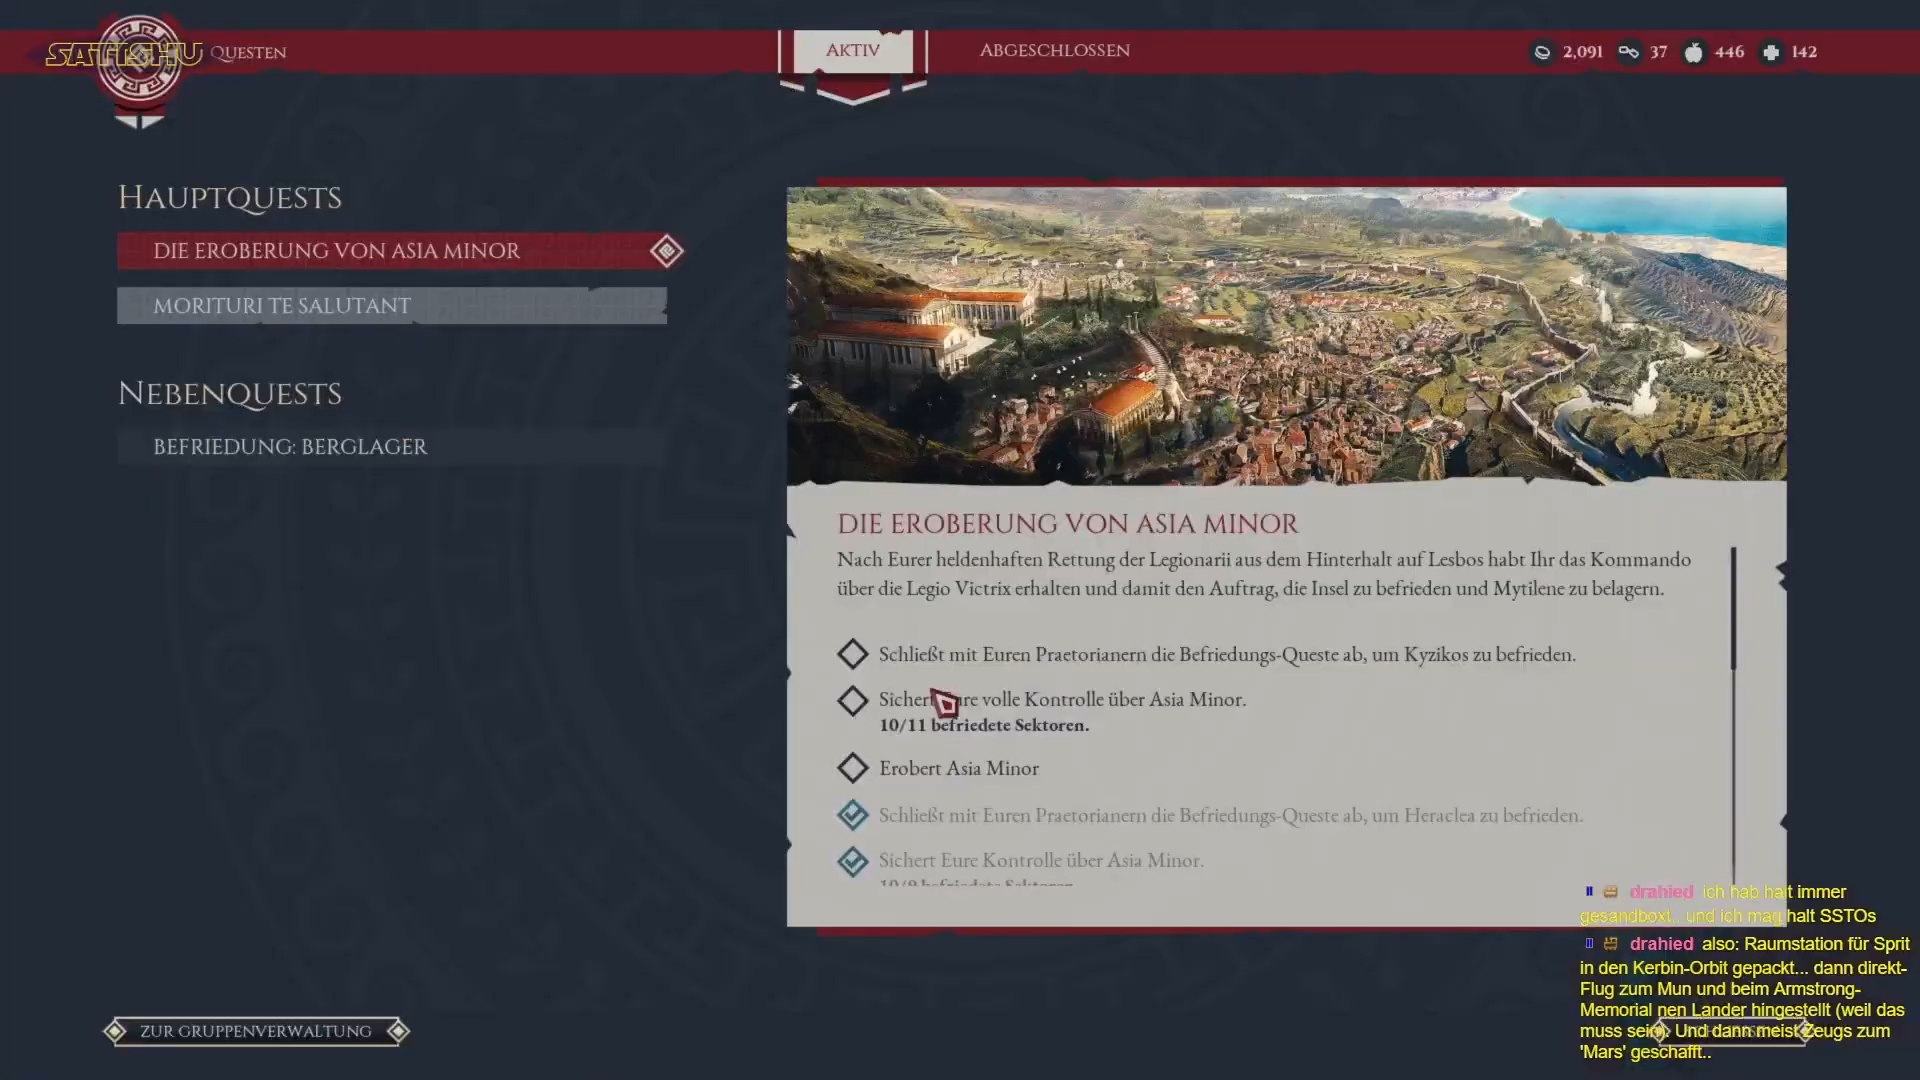 SATISHU
Questen
Aktiv
Abgeschlossen
2,091
37
446
142
Hauptquests
Die Eroberung von Asia Minor
Morituri te salutant
Nebenquests
Befriedung: Berglager
Die Eroberung von Asia Minor
Nach Eurer heldenhaften Rettung der Legionarii aus dem Hinterhalt auf Lesbos habt Ihr das Kommando
über die Legio Victrix erhalten und damit den Auftrag, die Insel zu befrieden und Mytilene zu belagern.
Schließt mit Euren Praetorianern die Befriedungs-Queste ab, um Kyzikos zu befrieden.
Sichert volle Kontrolle über Asia Minor.
10/11 befriedete Sektoren.
Erobert Asia Minor
Schließt mit Euren Praetorianern die Befriedungs-Queste ab, um Heraclea zu befrieden.
Sichert Eure Kontrolle über Asia Minor.
10/9 befriedete Sektoren.
drahied ich hab halt immer
gesandboxt.. und ich mag halt SSTOs
drahied also: Raumstation für Sprit
in den Kerbin-Orbit gepackt... dann direkt-
Flug zum Mun und beim Armstrong-
Memorial nen Lander hingestellt (weil das
muss sein). Und dann meist Zeugs zum
'Mars' geschafft..
Zur Gruppenverwaltung